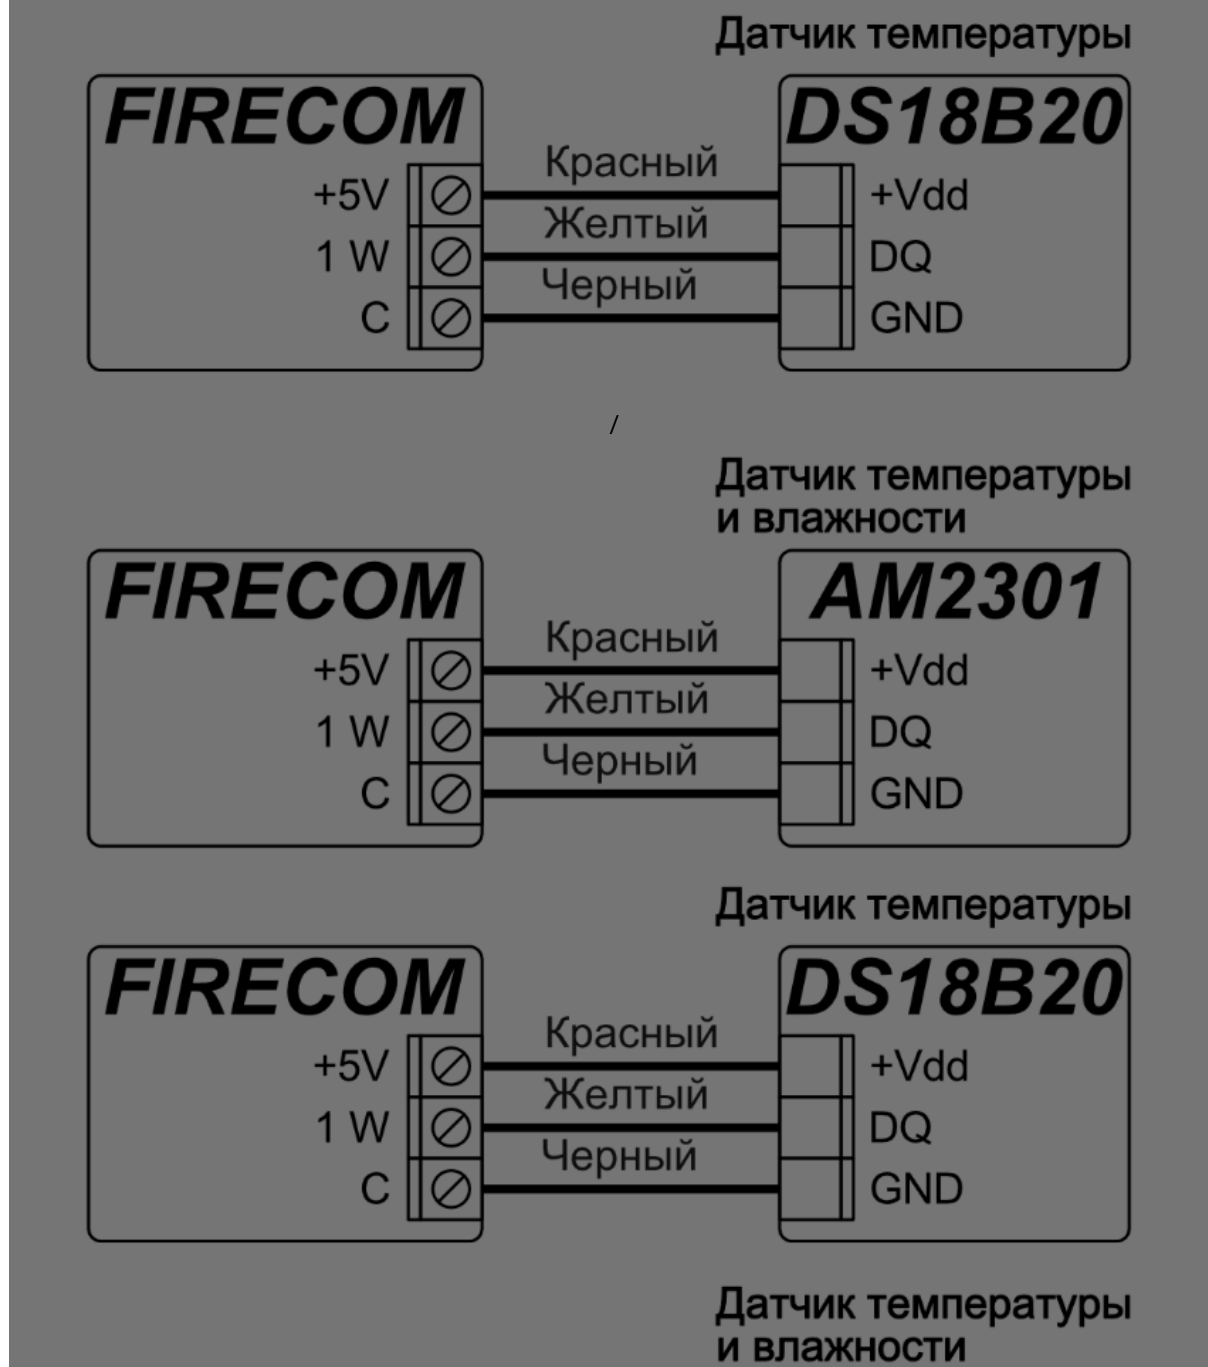 Датчик температуры
FIRECOM DS18B20
Красный
+5V +Vdd
Желтый
1 W DQ
Черный
C GND
/
Датчик температуры
и влажности
FIRECOM AM2301
Красный
+5V +Vdd
Желтый
1 W DQ
Черный
C GND
Датчик температуры
FIRECOM DS18B20
Красный
+5V +Vdd
Желтый
1 W DQ
Черный
C GND
Датчик температуры
и влажности